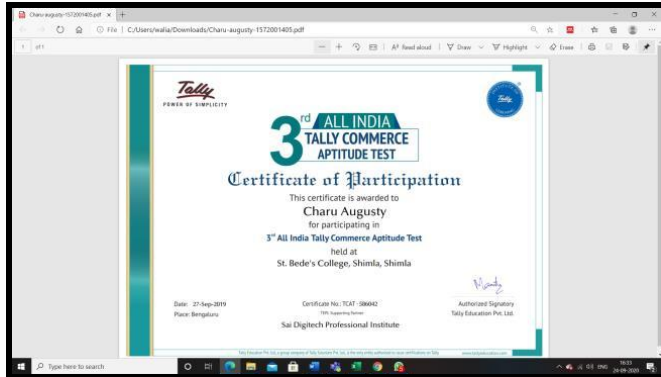 Charu augusty-1572001405.pdf
File
C:/Users/walia/Downloads/Charu-augusty-1572001405.pdf
1 of 1
Read aloud
Draw
Highlight
Erase
Tally
POWER OF SIMPLICITY
Tally
3rd ALL INDIA
TALLY COMMERCE
APTITUDE TEST
Certificate of Participation
This certificate is awarded to
Charu Augusty
for participating in
3rd All India Tally Commerce Aptitude Test
held at
St. Bede's College, Shimla, Shimla
Date: 27-Sep-2019
Place: Bengaluru
Certificate No.: TCAT -586042
Sai Digitech Professional Institute
Authorized Signatory
Tally Education Pvt. Ltd.
Type here to search
ENG
16:33
24-09-2020